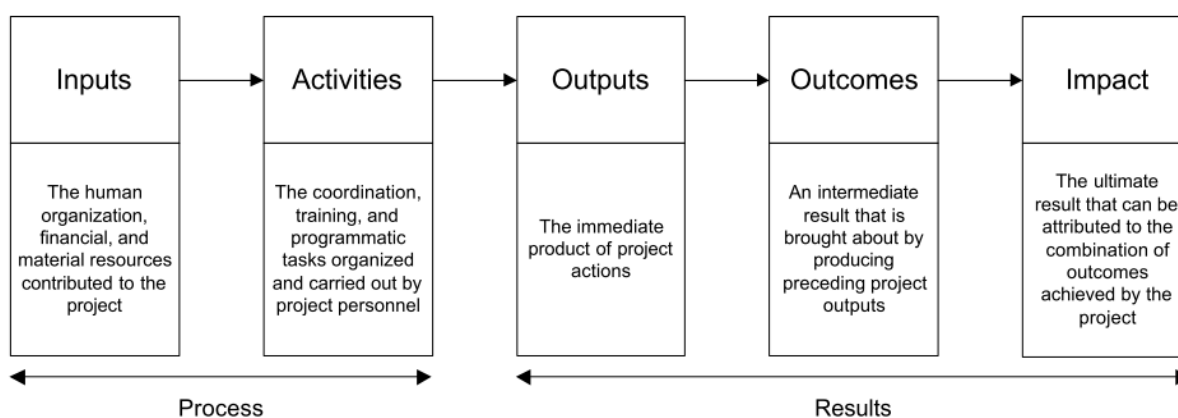 Inputs
Activities
Outputs
Outcomes
Impact
The human
organization,
financial, and
material resources
contributed to the
project
The coordination,
training, and
programmatic
tasks organized
and carried out by
project personnel
The immediate
product of project
actions
An intermediate
result that is
brought about by
producing
preceding project
outputs
The ultimate
result that can be
attributed to the
combination of
outcomes
achieved by the
project
Process
Results